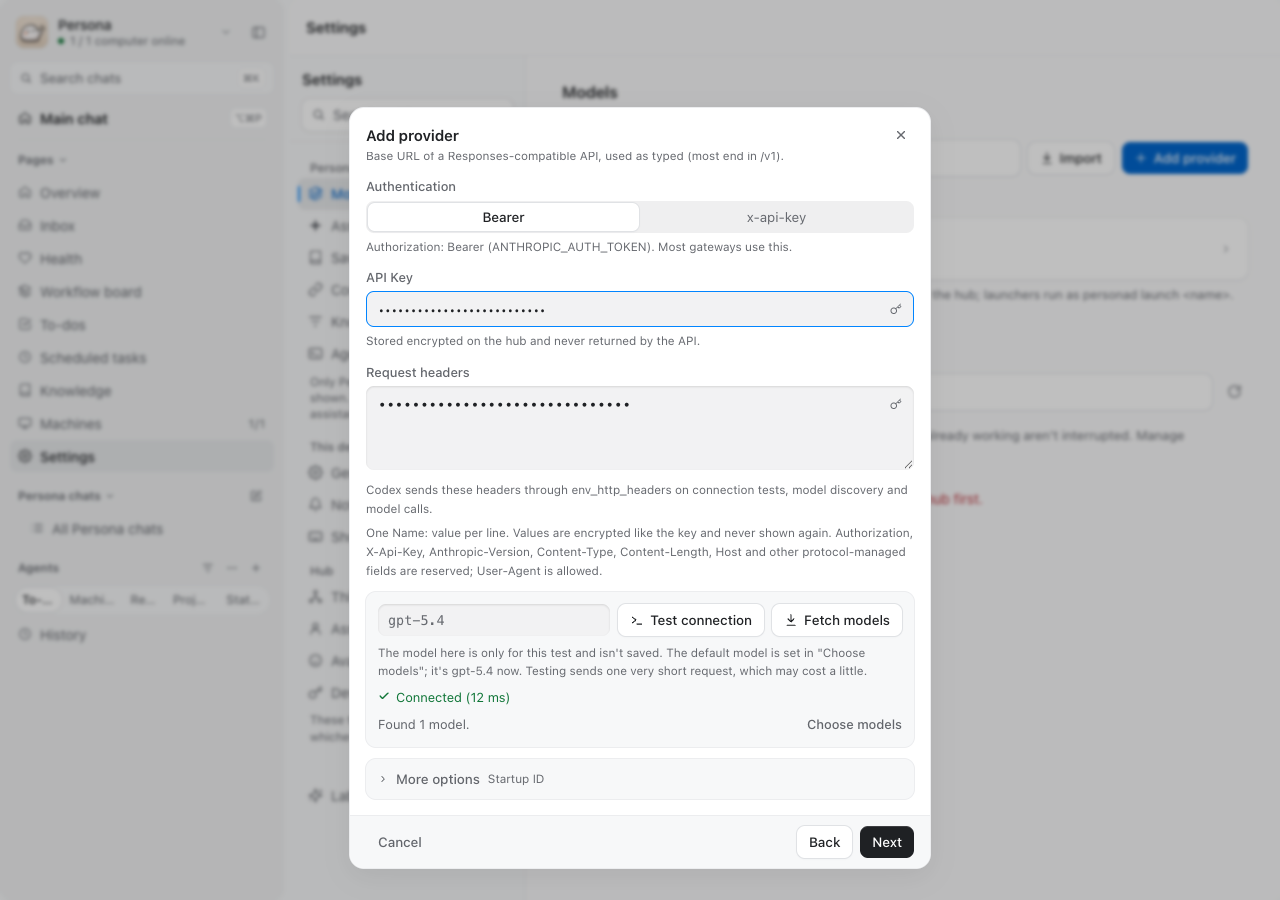 Persona
1 / 1 computer online
Search chats
Main chat
Pages
Overview
Inbox
Health
Workflow board
To-dos
Scheduled tasks
Knowledge
Machines
1/1
Settings
Persona chats
All Persona chats
Agents
To-...
Machi...
Re...
Proj...
Stat...
History
Settings
Settings
Models
Import
+ Add provider
the hub; launchers run as personad launch <name>.
already working aren't interrupted. Manage
hub first.
Add provider
Base URL of a Responses-compatible API, used as typed (most end in /v1).
Authentication
Bearer
x-api-key
Authorization: Bearer (ANTHROPIC_AUTH_TOKEN). Most gateways use this.
API Key
••••••••••••••••••••••••••
Stored encrypted on the hub and never returned by the API.
Request headers
••••••••••••••••••••••••••••••
Codex sends these headers through env_http_headers on connection tests, model discovery and
model calls.
One Name: value per line. Values are encrypted like the key and never shown again. Authorization,
X-Api-Key, Anthropic-Version, Content-Type, Content-Length, Host and other protocol-managed
fields are reserved; User-Agent is allowed.
gpt-5.4
Test connection
Fetch models
The model here is only for this test and isn't saved. The default model is set in "Choose
models"; it's gpt-5.4 now. Testing sends one very short request, which may cost a little.
Connected (12 ms)
Found 1 model.
Choose models
More options
Startup ID
Cancel
Back
Next